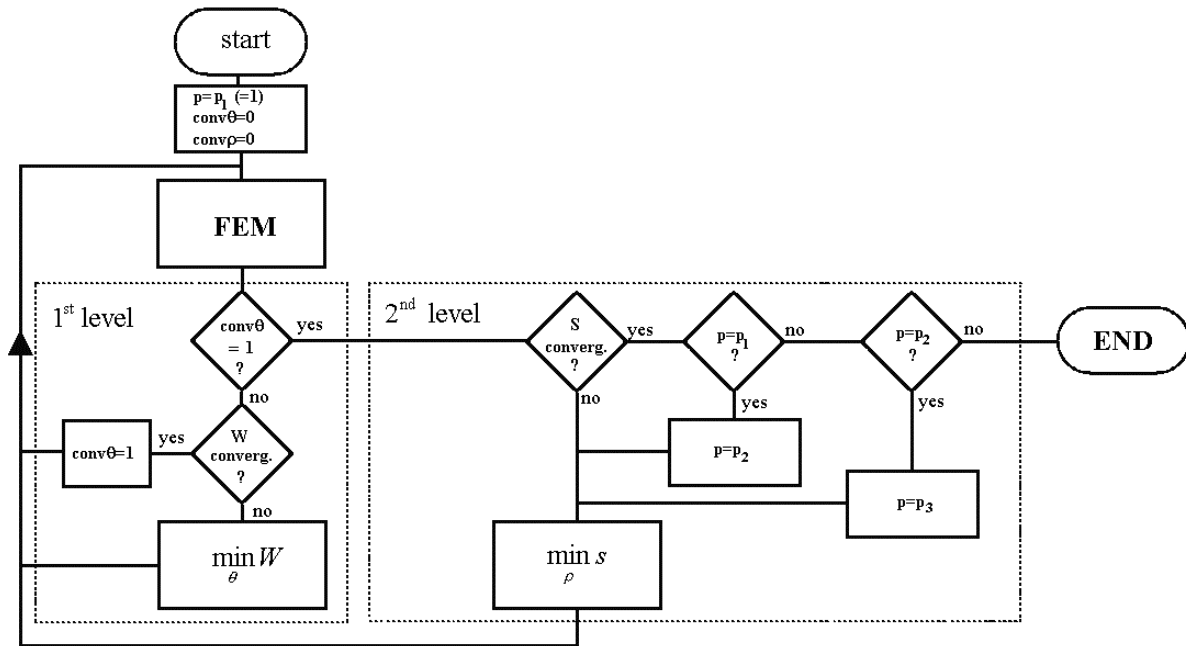 start
p=p₁ (=1)
convθ=0
convρ=0
FEM
1ˢᵗ level
convθ
= 1
?
yes
no
W
converg.
?
yes
convθ=1
no
min W
θ
2ⁿᵈ level
S
converg.
?
yes
no
p=p₁
?
no
yes
p=p₂
p=p₂
?
no
yes
p=p₃
min s
ρ
END